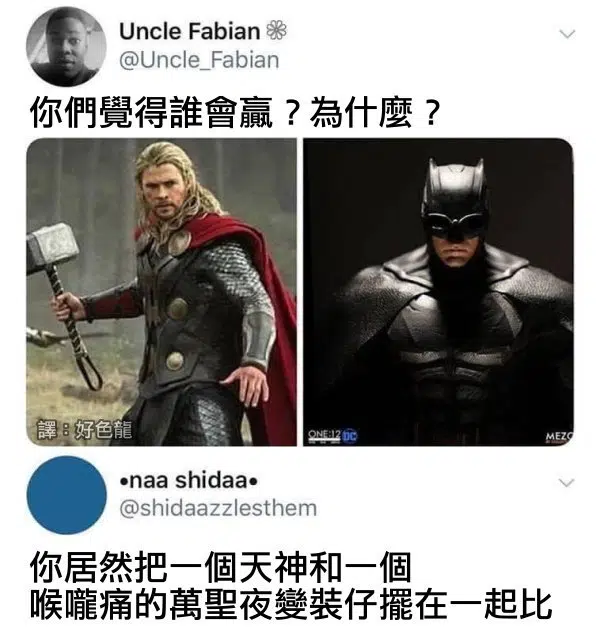 Uncle Fabian
@Uncle_Fabian
你們覺得誰會贏？為什麼？
譯：好色龍
ONE:12 DC
MEZC
•naa shidaa•
@shidaazzlesthem
你居然把一個天神和一個
喉嚨痛的萬聖夜變裝仔擺在一起比